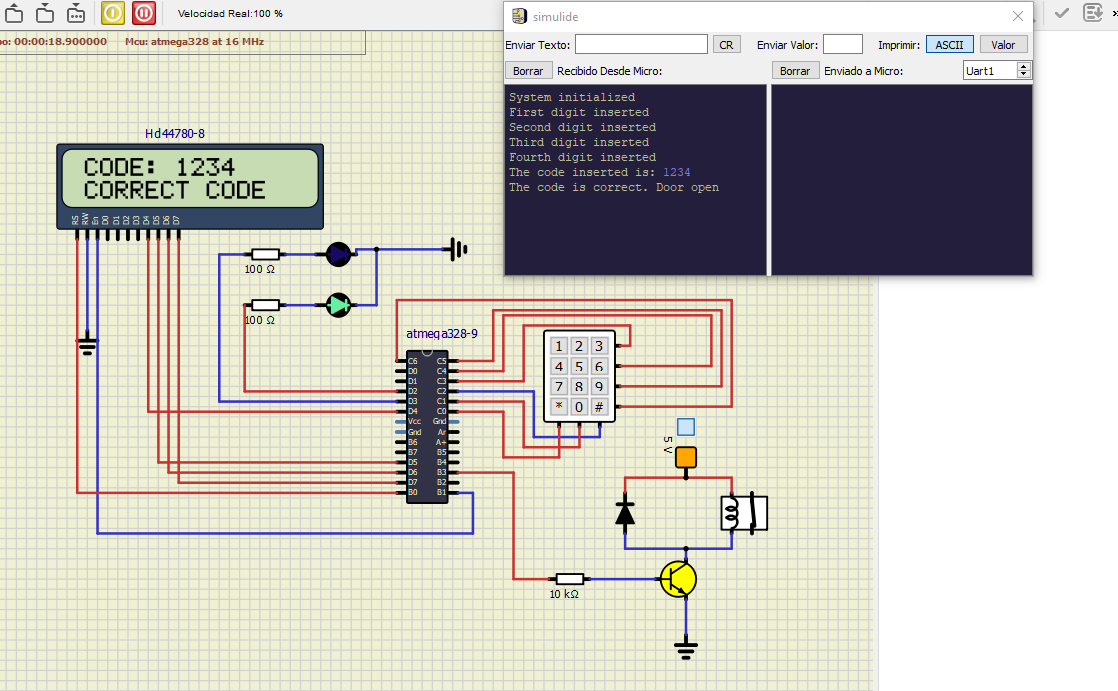 Velocidad Real:100 %
po: 00:00:18.900000 Mcu: atmega328 at 16 MHz
simulide
Enviar Texto: CR Enviar Valor: Imprimir: ASCII Valor
Borrar Recibido Desde Micro: Borrar Enviado a Micro: Uart1
System initialized
First digit inserted
Second digit inserted
Third digit inserted
Fourth digit inserted
The code inserted is: 1234
The code is correct. Door open
Hd44780-8
CODE: 1234
CORRECT CODE
RS RW En D0 D1 D2 D3 D4 D5 D6 D7
100 Ω
100 Ω
atmega328-9
C6 C5
D0 C4
D1 C3
D2 C2
D3 C1
D4 C0
Vcc Gnd
Gnd Ar
B6 A+
B7 B5
D5 B4
D6 B3
D7 B2
B0 B1
1 2 3
4 5 6
7 8 9
* 0 #
5 V
10 kΩ